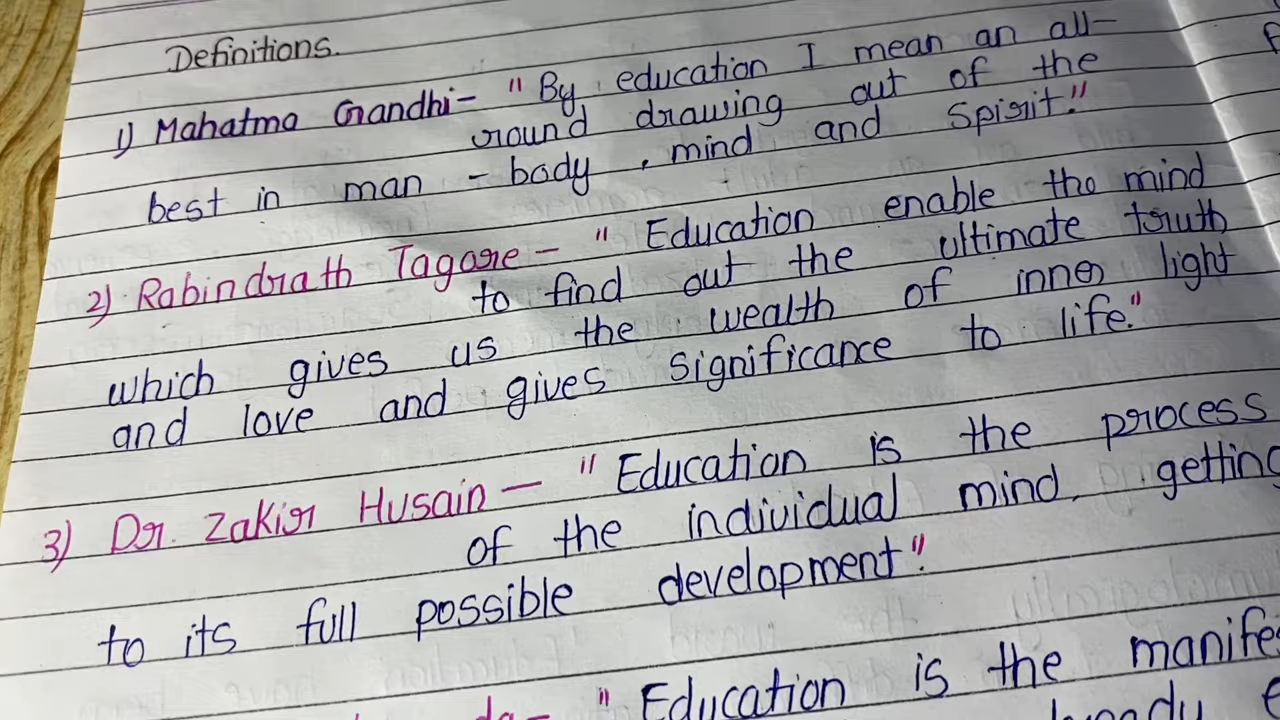 Definitions.
1) Mahatma Gandhi- "By education I mean an all-
round drawing out of the
best in man - body, mind and Spirit."
2) Rabindrath Tagore - "Education enable the mind
to find out the ultimate truth
which gives us the wealth of inner light
and love and gives significance to life."
3) Dr. Zakir Husain - "Education is the process
of the individual mind, getting
to its full possible development"
"Education is the manifes